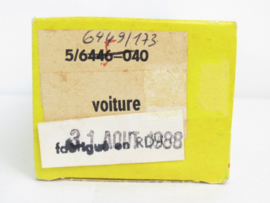 6449/173
5/6446-040
voiture
31 AOUT 1988
fabriqué en RDA